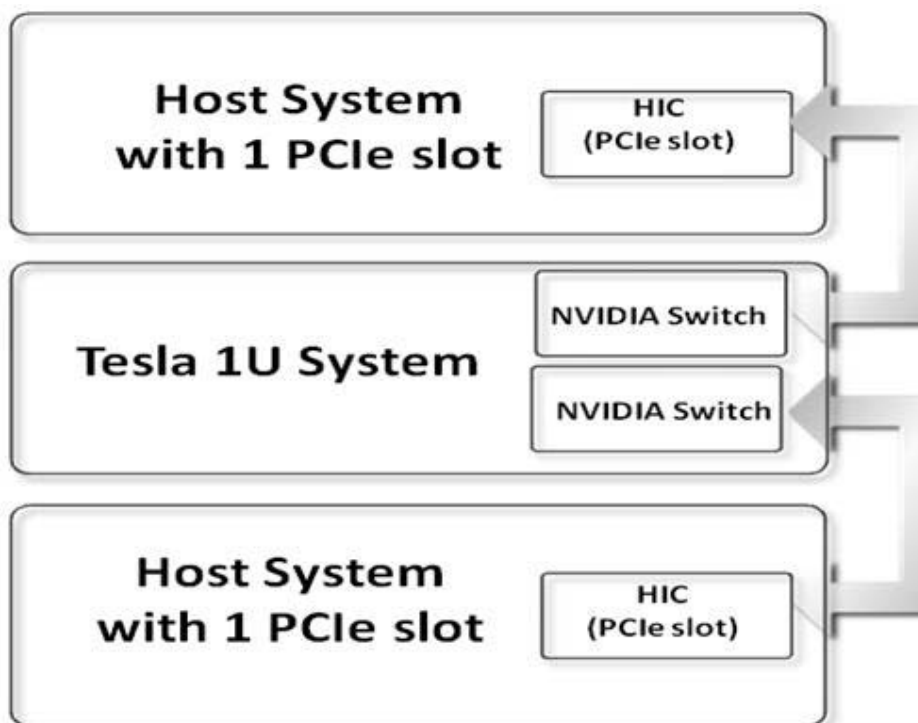 Host System
with 1 PCIe slot
HIC
(PCIe slot)
Tesla 1U System
NVIDIA Switch
NVIDIA Switch
Host System
with 1 PCIe slot
HIC
(PCIe slot)